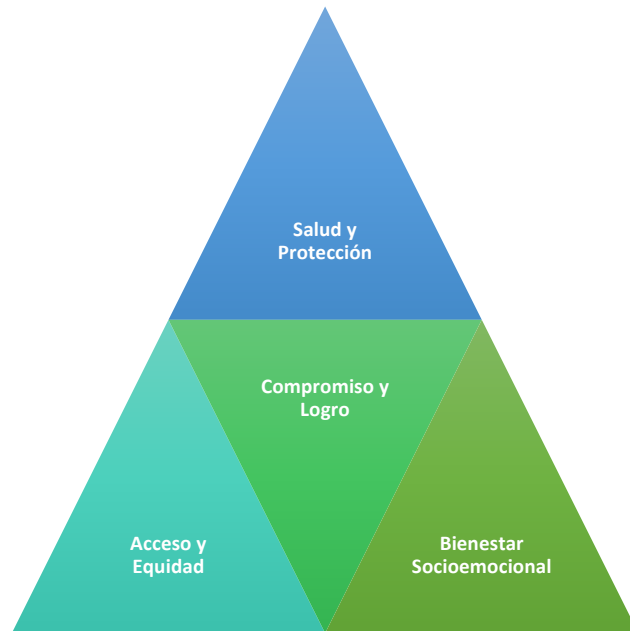 Salud y
Protección
Compromiso y
Logro
Acceso y
Equidad
Bienestar
Socioemocional